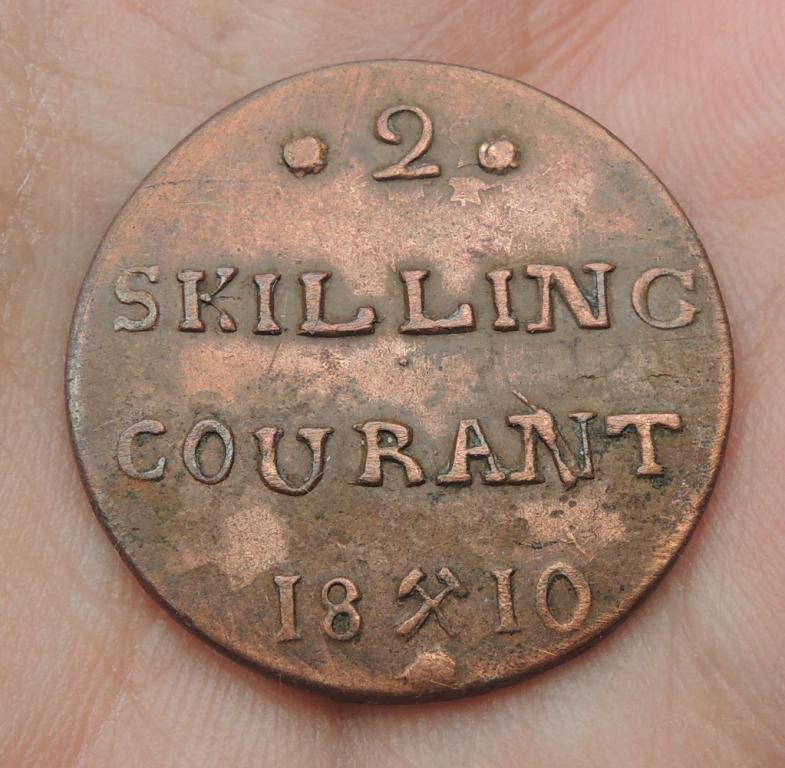 • 2 •
SKILLING
COURANT
18 ⚒ 10